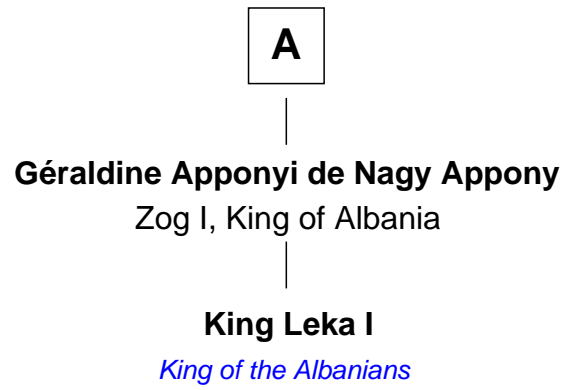 A
Géraldine Apponyi de Nagy Appony
Zog I, King of Albania
King Leka I
King of the Albanians